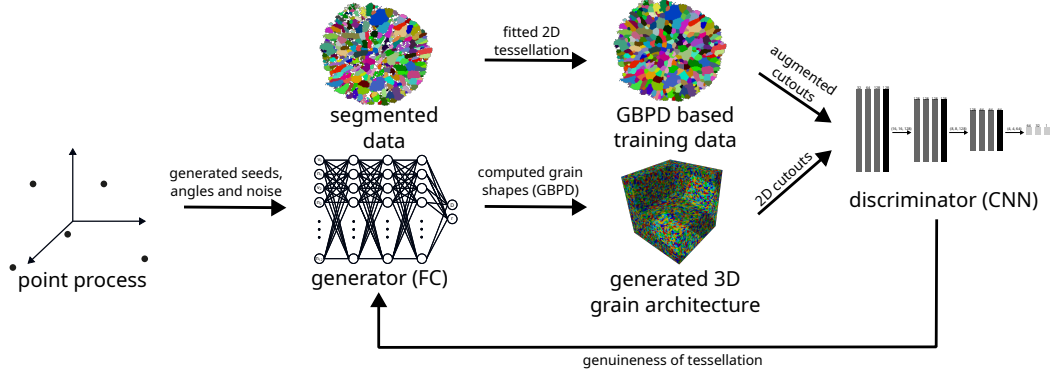 fitted 2D
tessellation
segmented
data
GBPD based
training data
augmented
cutouts
generated seeds,
angles and noise
point process
generator (FC)
computed grain
shapes (GBPD)
generated 3D
grain architecture
2D cutouts
discriminator (CNN)
genuineness of tessellation